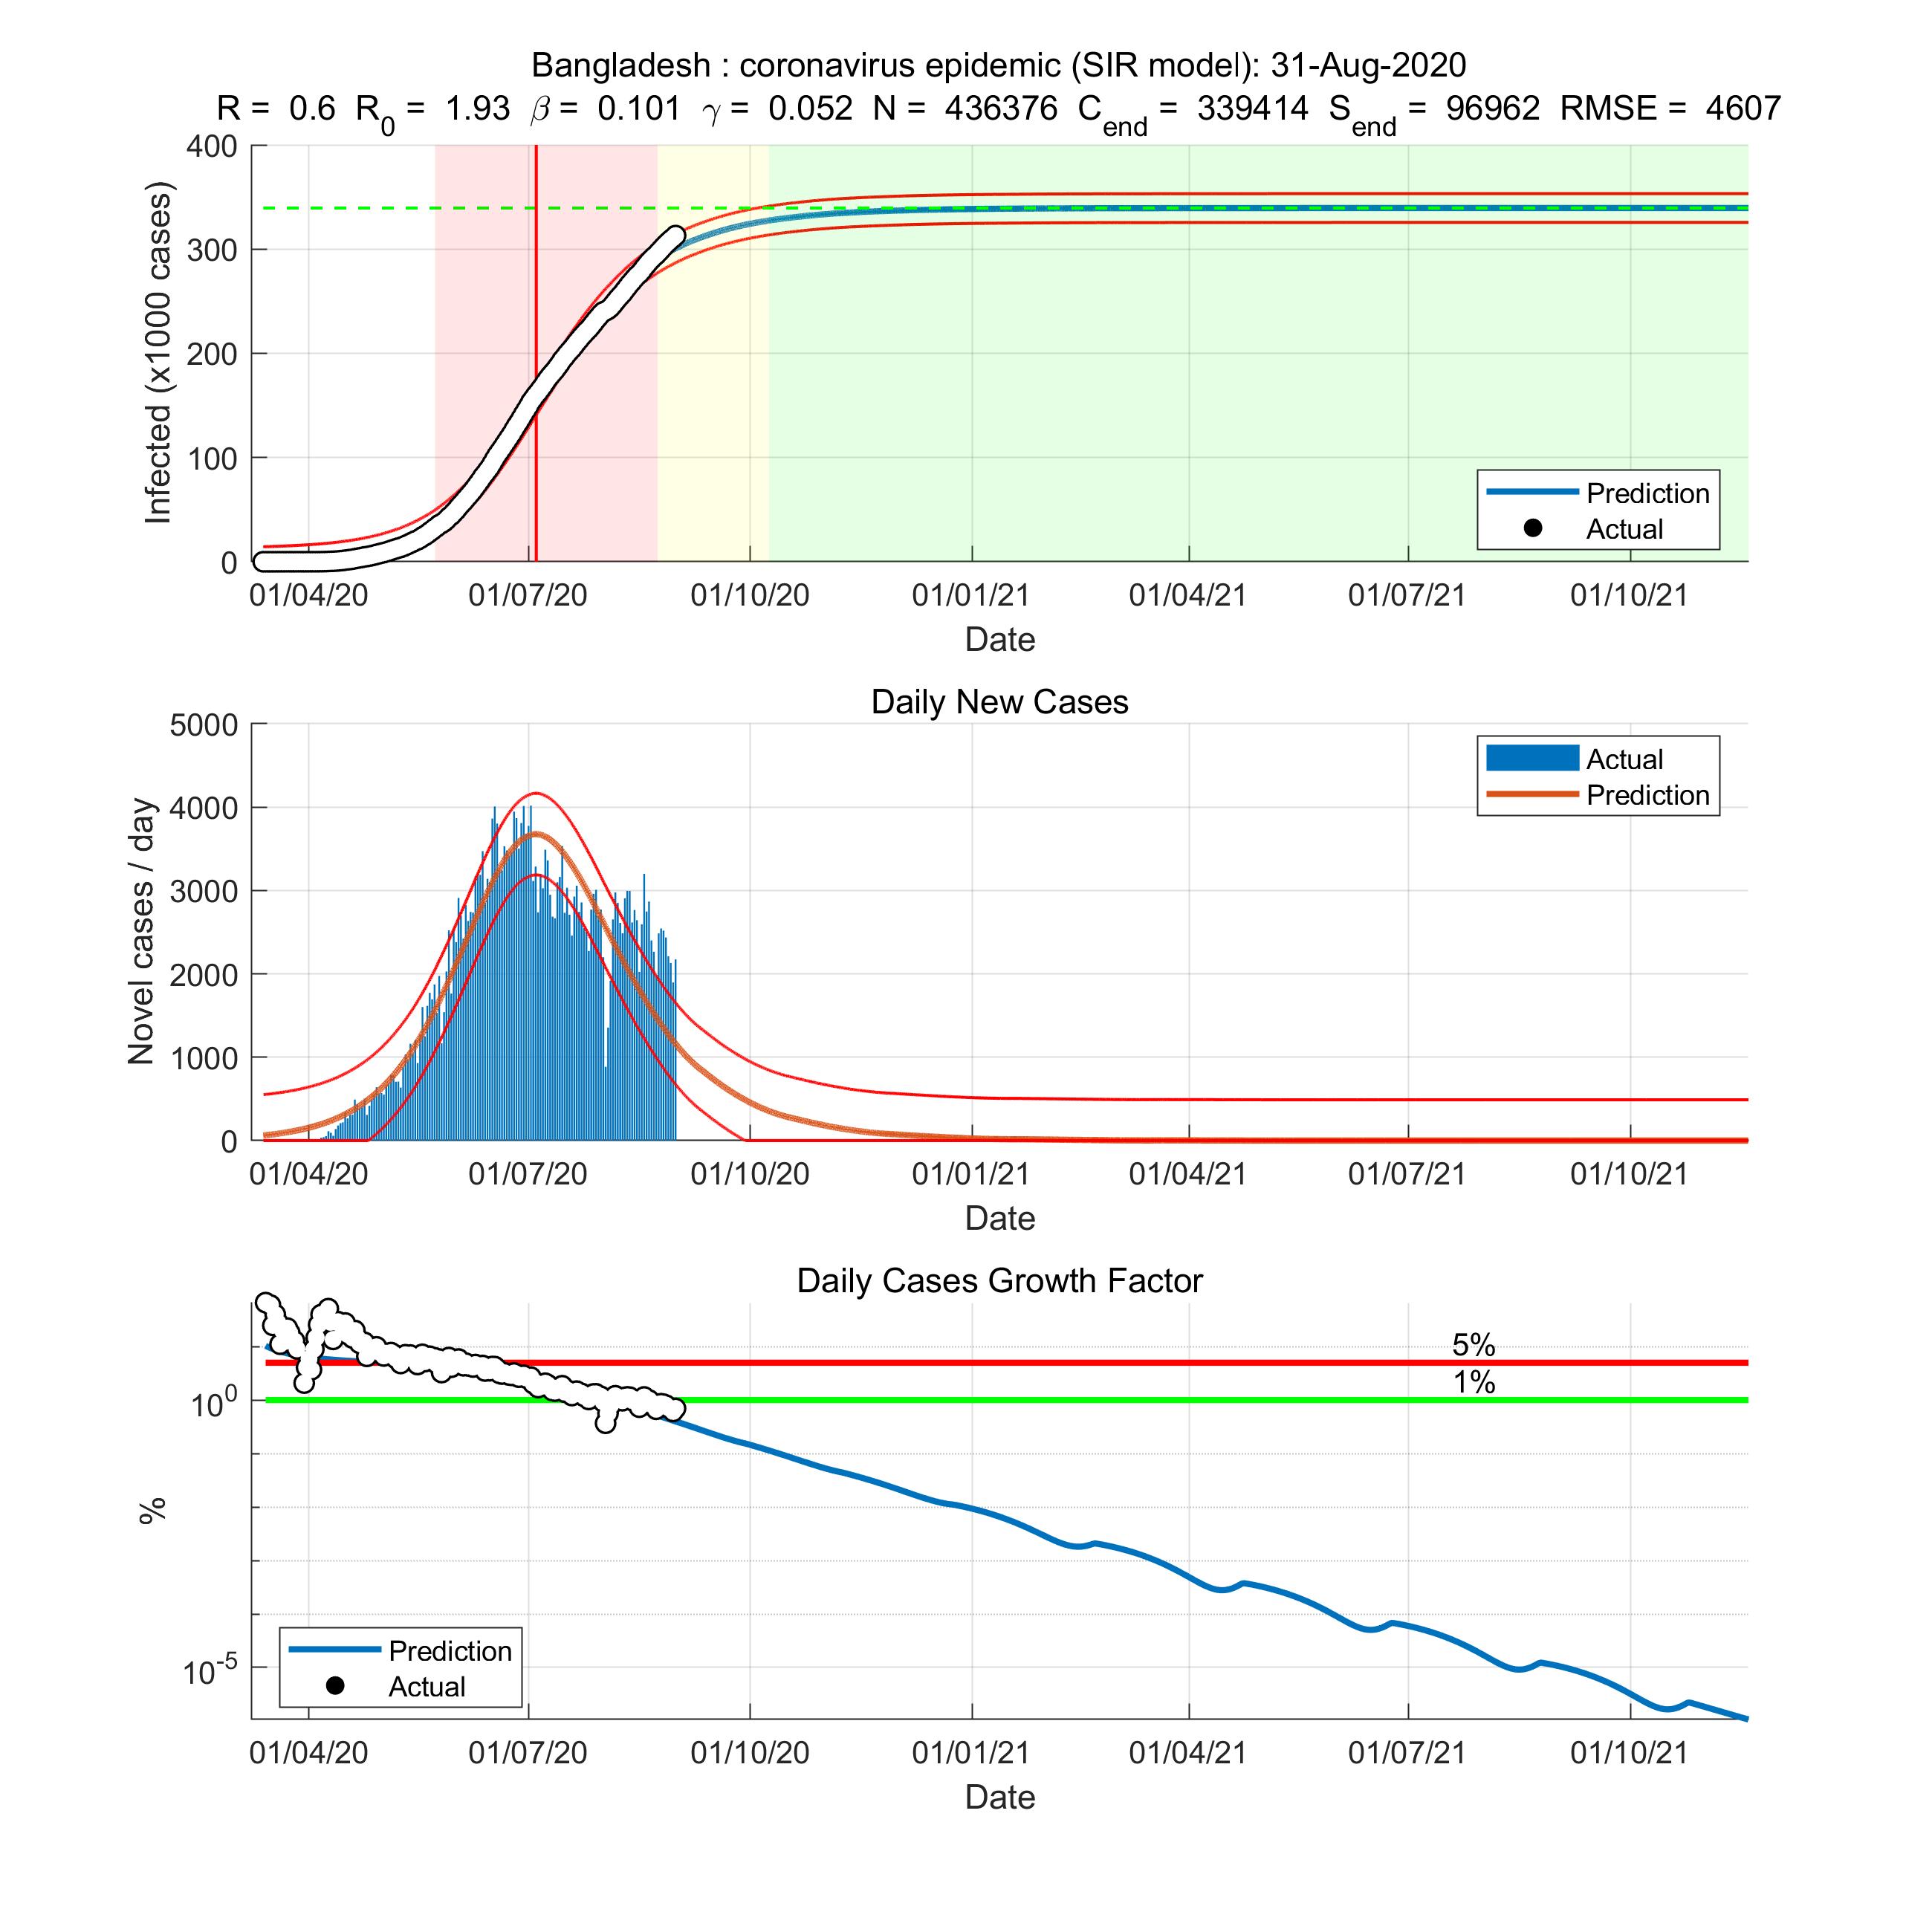 Bangladesh : coronavirus epidemic (SIR model): 31-Aug-2020
R = 0.6 R0 = 1.93 β = 0.101 γ = 0.052 N = 436376 Cend = 339414 Send = 96962 RMSE = 4607
400
300
200
100
0
Infected (x1000 cases)
Prediction
Actual
01/04/20 01/07/20 01/10/20 01/01/21 01/04/21 01/07/21 01/10/21
Date
Daily New Cases
5000
4000
3000
2000
1000
0
Novel cases / day
Actual
Prediction
01/04/20 01/07/20 01/10/20 01/01/21 01/04/21 01/07/21 01/10/21
Date
Daily Cases Growth Factor
5%
1%
10^0
10^-5
%
Prediction
Actual
01/04/20 01/07/20 01/10/20 01/01/21 01/04/21 01/07/21 01/10/21
Date